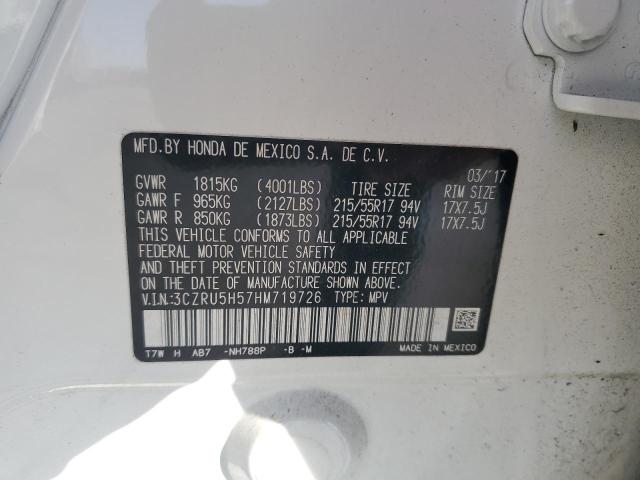 MFD.BY HONDA DE MEXICO S.A. DE C.V.
03/'17
GVWR 1815KG (4001LBS) TIRE SIZE RIM SIZE
GAWR F 965KG (2127LBS) 215/55R17 94V 17X7.5J
GAWR R 850KG (1873LBS) 215/55R17 94V 17X7.5J
THIS VEHICLE CONFORMS TO ALL APPLICABLE
FEDERAL MOTOR VEHICLE SAFETY
AND THEFT PREVENTION STANDARDS IN EFFECT
ON THE DATE OF MANUFACTURE SHOWN ABOVE.
V.I.N:3CZRU5H57HM719726 TYPE: MPV
T7W H AB7 -NH788P -B -M MADE IN MEXICO